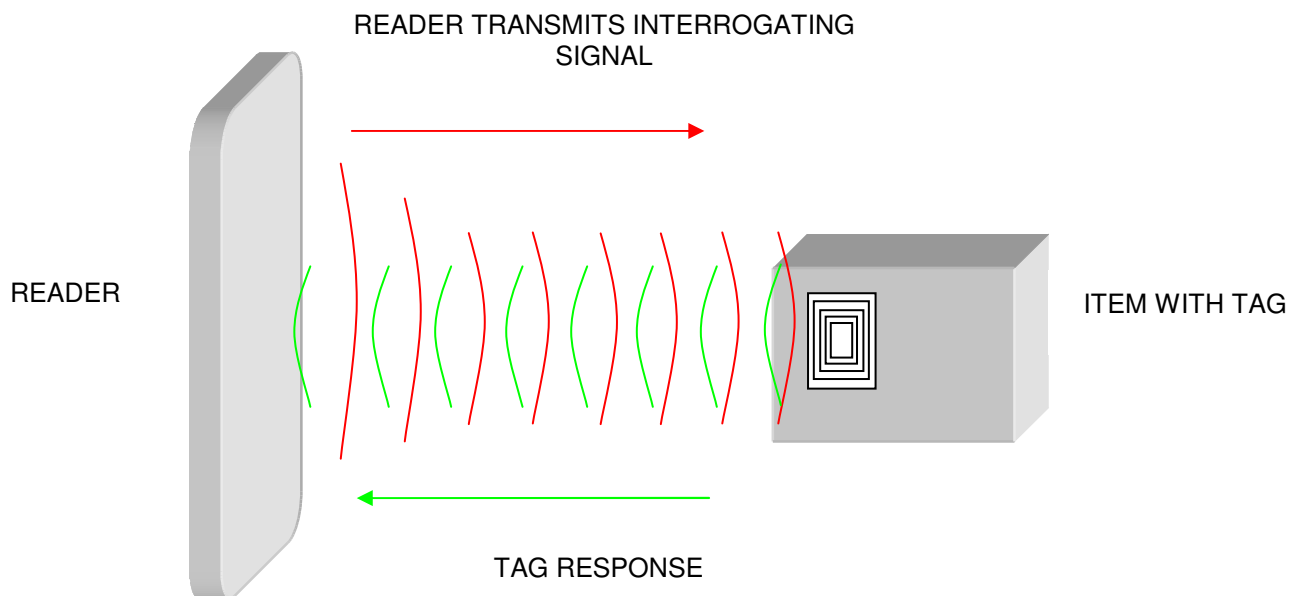 READER TRANSMITS INTERROGATING
SIGNAL
READER
ITEM WITH TAG
TAG RESPONSE